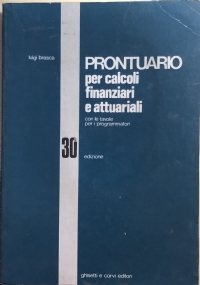 luigi brasca
PRONTUARIO
per calcoli
finanziari
e attuariali
con le tavole
per i programmatori
30
edizione
ghisetti e corvi editori